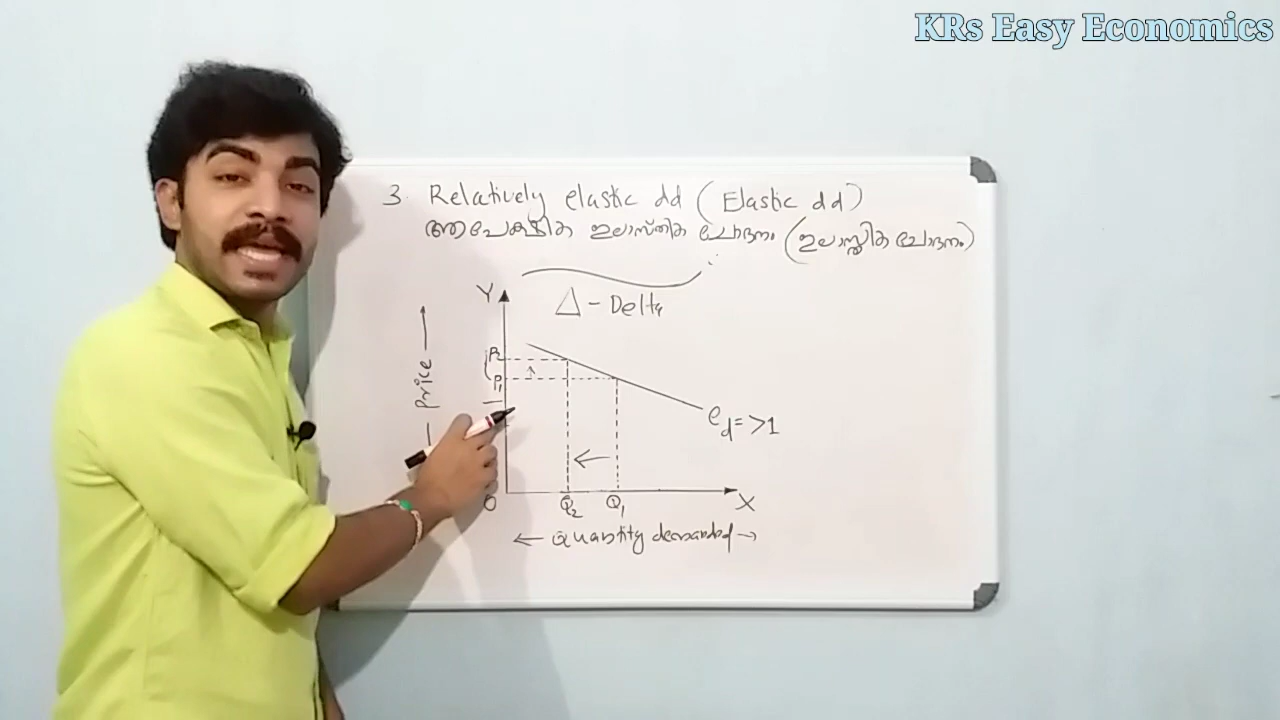 KRs Easy Economics
3. Relatively elastic dd (Elastic dd)
ആപേക്ഷിക ഇലാസ്തിക ചോദനം (ഇലാസ്തിക ചോദനം)
Δ - Delta
Y
P2
P1
Price
ed = >1
O
Q2
Q1
X
Quantity demanded